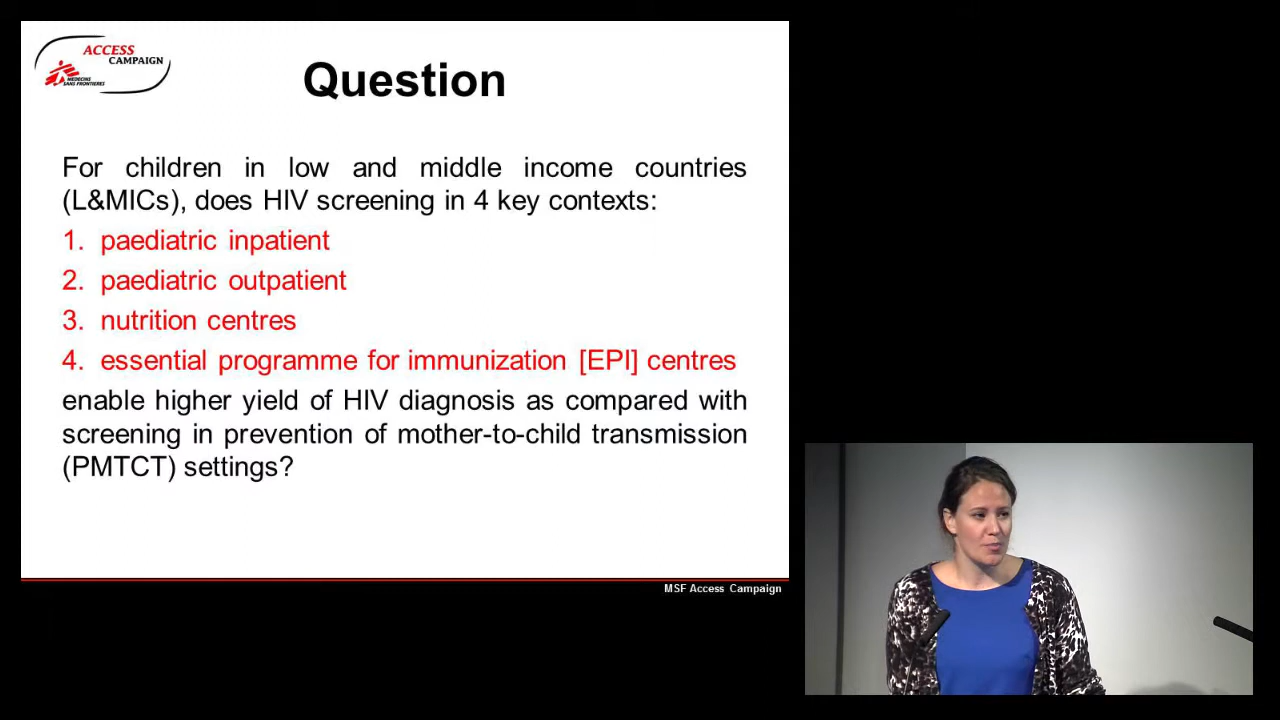 ACCESS
CAMPAIGN
MEDECINS
SANS FRONTIERES
Question
For children in low and middle income countries
(L&MICs), does HIV screening in 4 key contexts:
1. paediatric inpatient
2. paediatric outpatient
3. nutrition centres
4. essential programme for immunization [EPI] centres
enable higher yield of HIV diagnosis as compared with
screening in prevention of mother-to-child transmission
(PMTCT) settings?
MSF Access Campaign